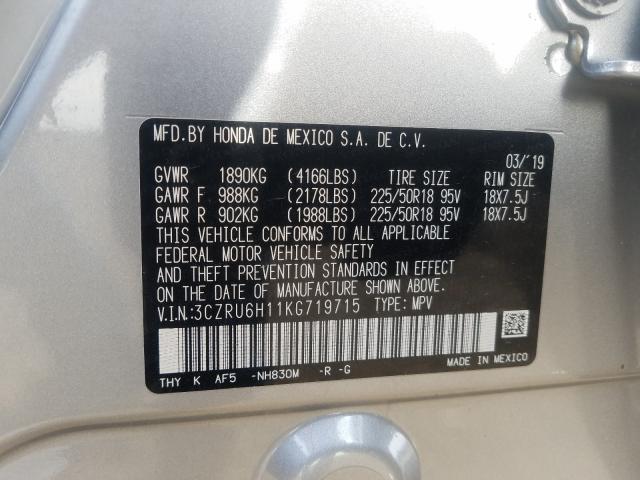 MFD.BY HONDA DE MEXICO S.A. DE C.V.
03/'19
GVWR 1890KG (4166LBS) TIRE SIZE RIM SIZE
GAWR F 988KG (2178LBS) 225/50R18 95V 18X7.5J
GAWR R 902KG (1988LBS) 225/50R18 95V 18X7.5J
THIS VEHICLE CONFORMS TO ALL APPLICABLE
FEDERAL MOTOR VEHICLE SAFETY
AND THEFT PREVENTION STANDARDS IN EFFECT
ON THE DATE OF MANUFACTURE SHOWN ABOVE.
V.I.N.:3CZRU6H11KG719715 TYPE: MPV
MADE IN MEXICO
THY K AF5 -NH830M -R -G